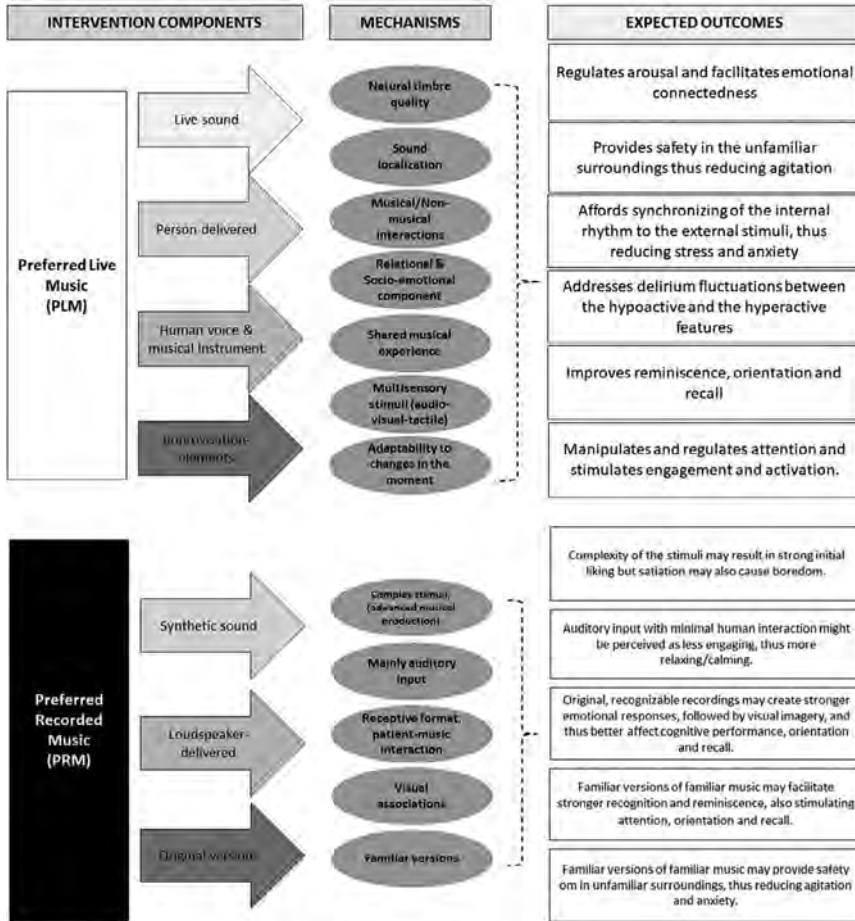 INTERVENTION COMPONENTS
MECHANISMS
EXPECTED OUTCOMES
Preferred Live
Music
(PLM)
Live sound
Person delivered
Human voice &
musical Instrument
Improvisation-
elements
Natural timbre
quality
Sound
localization
Musical/Non-
musical
interactions
Relational &
Socio-emotional
component
Shared musical
experience
Multisensory
stimuli (audio-
visual-tactile)
Adaptability to
changes in the
moment
Regulates arousal and facilitates emotional
connectedness
Provides safety in the unfamiliar
surroundings thus reducing agitation
Affords synchronizing of the internal
rhythm to the external stimuli, thus
reducing stress and anxiety
Addresses delirium fluctuations between
the hypoactive and the hyperactive
features
Improves reminiscence, orientation and
recall
Manipulates and regulates attention and
stimulates engagement and activation.
Preferred
Recorded
Music
(PRM)
Synthetic sound
Loudspeaker-
delivered
Original versions
Complex stimuli,
(advanced musical
production)
Mainly auditory
input
Receptive format,
patient-music
interaction
Visual
associations
Familiar versions
Complexity of the stimuli may result in strong initial
liking but satiation may also cause boredom.
Auditory input with minimal human interaction might
be perceived as less engaging, thus more
relaxing/calming.
Original, recognizable recordings may create stronger
emotional responses, followed by visual imagery, and
thus better affect cognitive performance, orientation
and recall.
Familiar versions of familiar music may facilitate
stronger recognition and reminiscence, also stimulating
attention, orientation and recall.
Familiar versions of familiar music may provide safety
om in unfamiliar surroundings, thus reducing agitation
and anxiety.